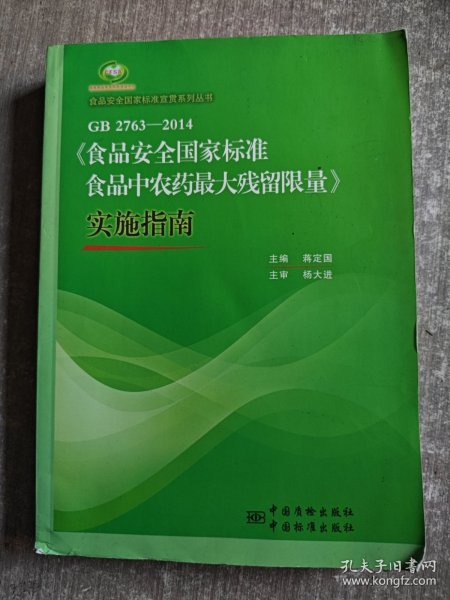 食品安全国家标准宣贯系列丛书
GB 2763—2014
《食品安全国家标准
食品中农药最大残留限量》
实施指南
主编 蒋定国
主审 杨大进
中国质检出版社
中国标准出版社
孔夫子旧书网
www.kongfz.com